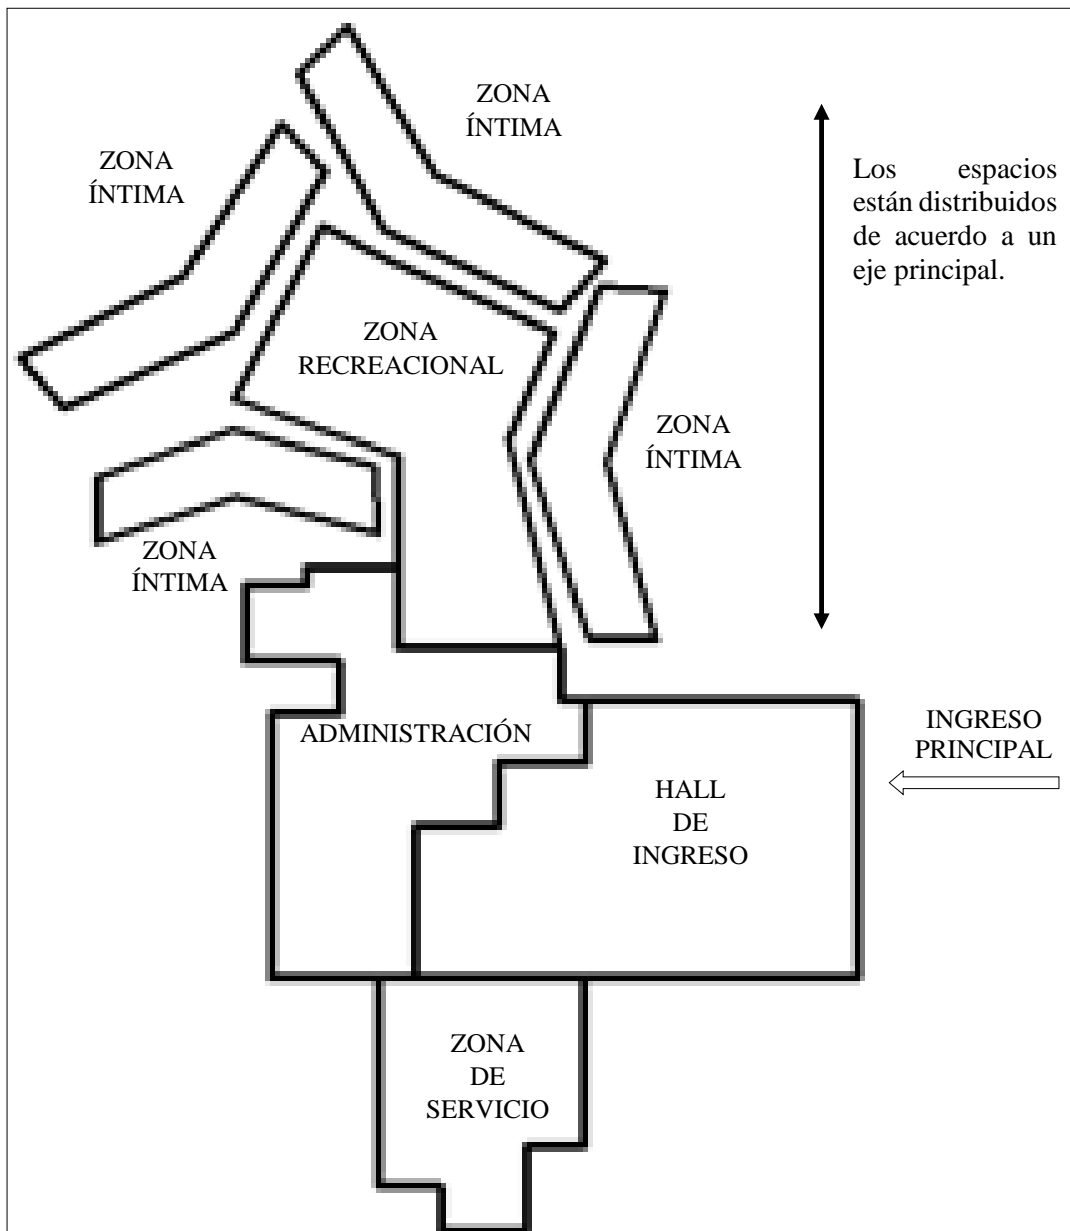 ZONA
ÍNTIMA
ZONA
ÍNTIMA
Los espacios
están distribuidos
de acuerdo a un
eje principal.
ZONA
RECREACIONAL
ZONA
ÍNTIMA
ZONA
ÍNTIMA
ADMINISTRACIÓN
INGRESO
PRINCIPAL
HALL
DE
INGRESO
ZONA
DE
SERVICIO